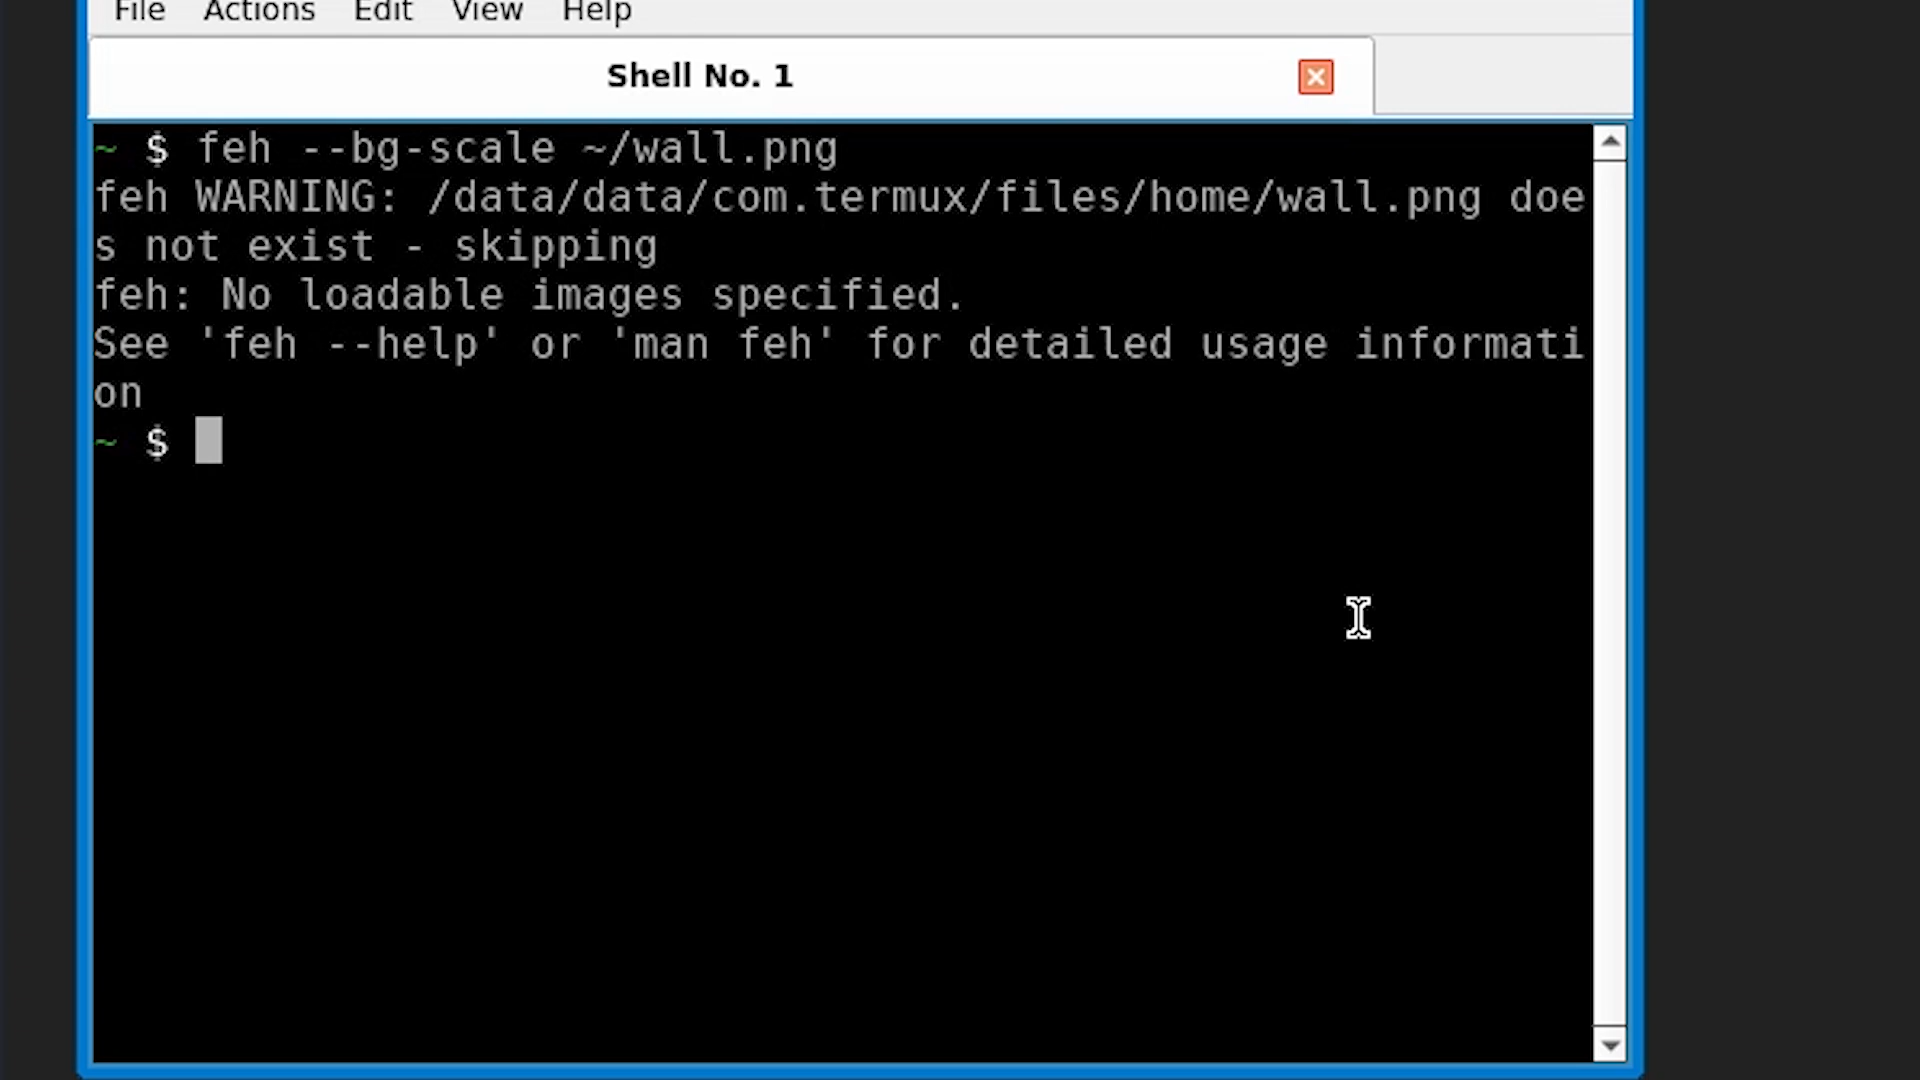 File Actions Edit View Help
Shell No. 1
~ $ feh --bg-scale ~/wall.png
feh WARNING: /data/data/com.termux/files/home/wall.png doe
s not exist - skipping
feh: No loadable images specified.
See 'feh --help' or 'man feh' for detailed usage informati
on
~ $